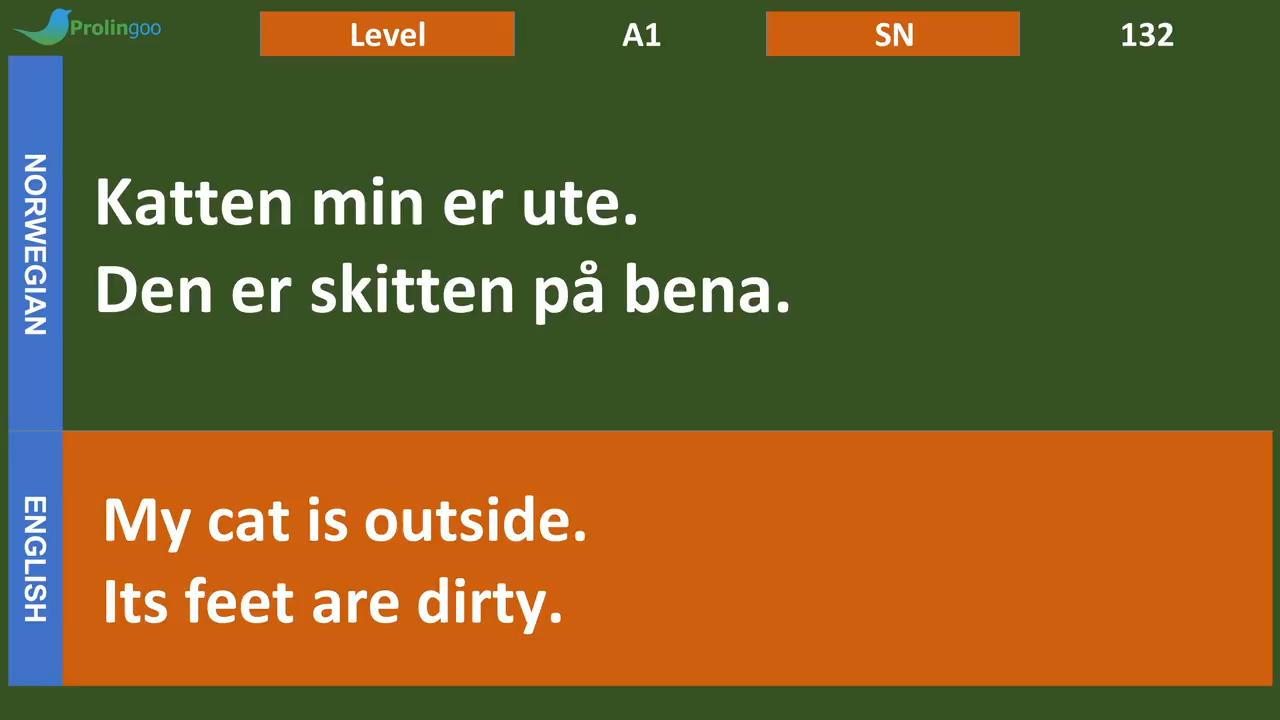 Prolingoo
Level A1 SN 132
NORWEGIAN
Katten min er ute.
Den er skitten på bena.
ENGLISH
My cat is outside.
Its feet are dirty.